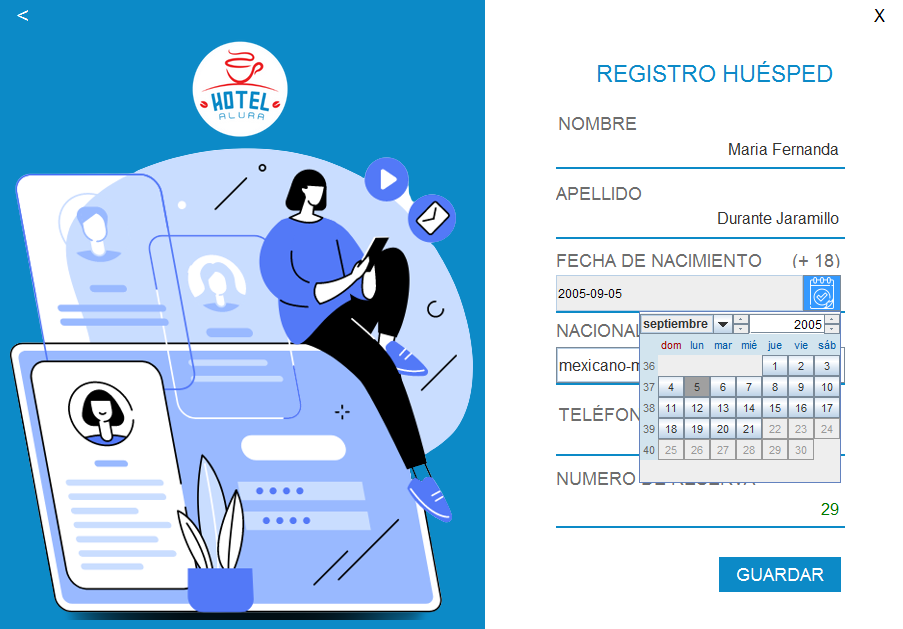 <
X
HOTEL
ALURA
REGISTRO HUÉSPED
NOMBRE
Maria Fernanda
APELLIDO
Durante Jaramillo
FECHA DE NACIMIENTO (+ 18)
2005-09-05
septiembre 2005
dom lun mar mié jue vie sáb
36 1 2 3
37 4 5 6 7 8 9 10
38 11 12 13 14 15 16 17
39 18 19 20 21 22 23 24
40 25 26 27 28 29 30
NACIONAL
mexicano-m
TELÉFON
NUMERO DE RESERVA
29
GUARDAR